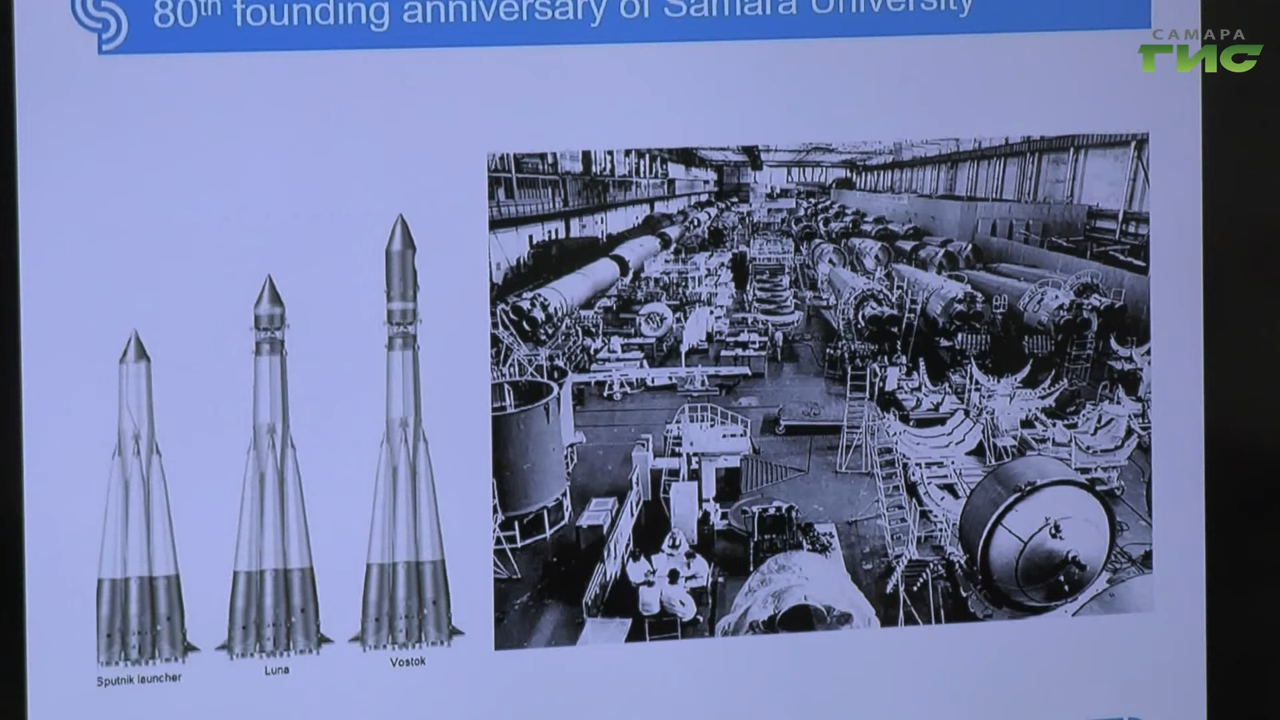 80th founding anniversary of Samara University
САМАРА
ГИС
Sputnik launcher
Luna
Vostok